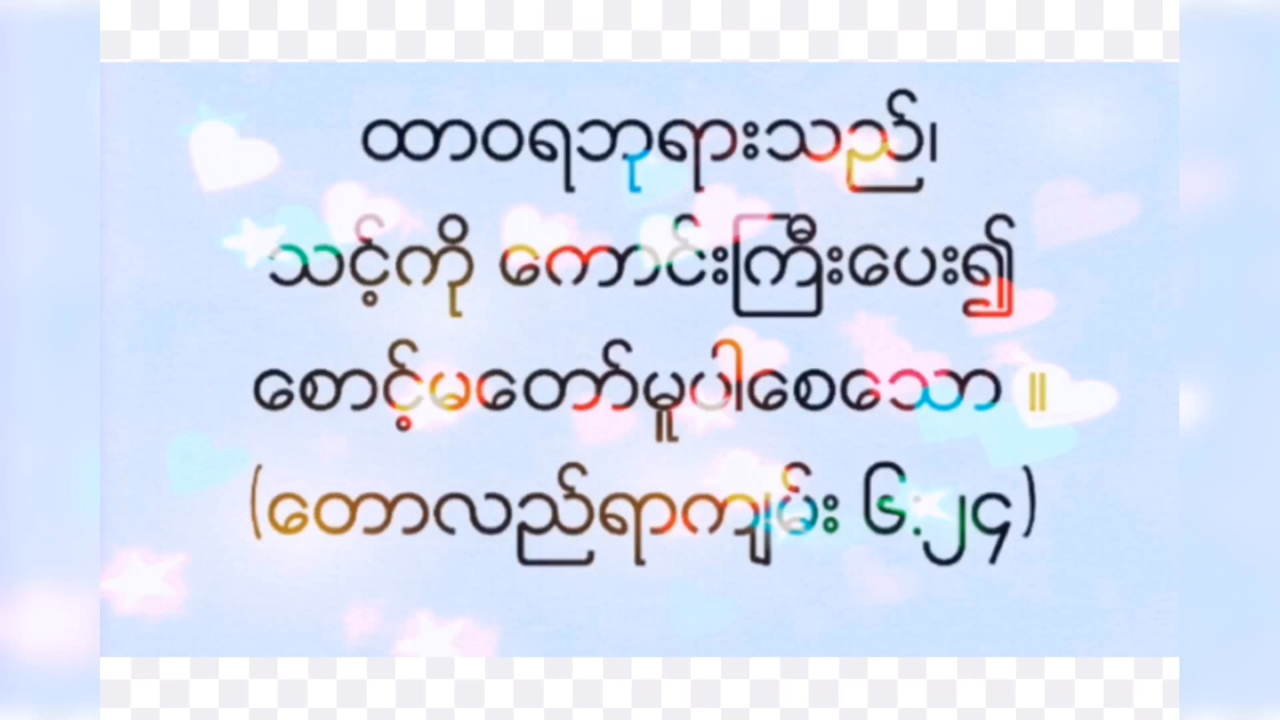 ထာဝရဘုရားသည်၊
သင့်ကို ကောင်းကြီးပေး၍
စောင့်မတော်မူပါစေသော ။
(တောလည်ရာကျမ်း ၆:၂၄)